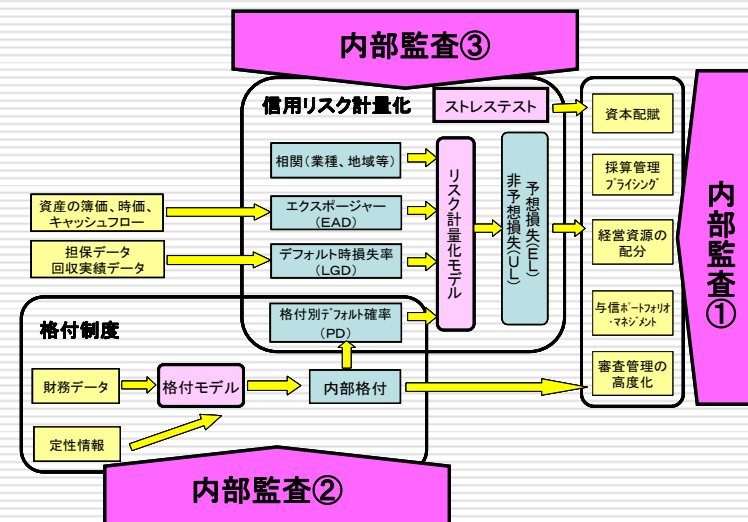 内部監査③
信用リスク計量化
ストレステスト
資本配賦
相関(業種、地域等)
リスク計量化モデル
予想損失(EL)
非予想損失(UL)
採算管理
プライシング
資産の簿価、時価、
キャッシュフロー
エクスポージャー
(EAD)
経営資源の
配分
内部監査①
担保データ
回収実績データ
デフォルト時損失率
(LGD)
格付別デフォルト確率
(PD)
与信ポートフォリオ
・マネジメント
格付制度
財務データ
格付モデル
内部格付
審査管理の
高度化
定性情報
内部監査②